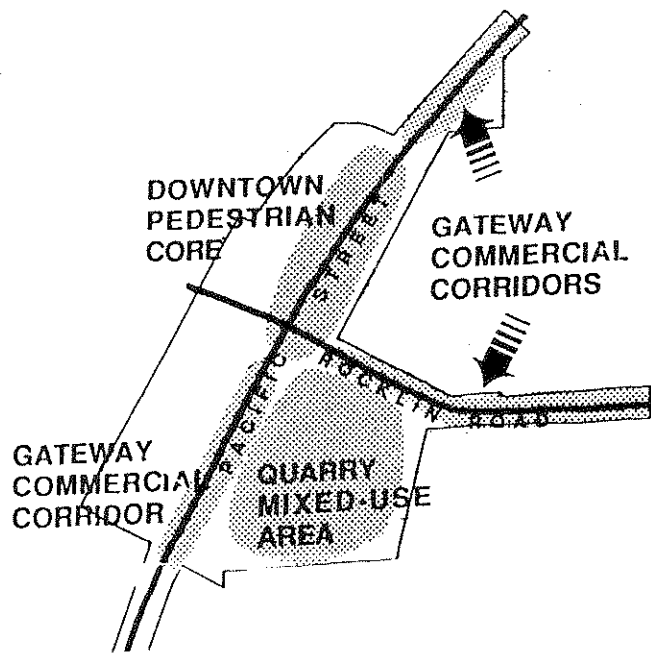 DOWNTOWN
PEDESTRIAN
CORE
GATEWAY
COMMERCIAL
CORRIDORS
PACIFIC STREET
ROCKLIN ROAD
GATEWAY
COMMERCIAL
CORRIDOR
QUARRY
MIXED-USE
AREA